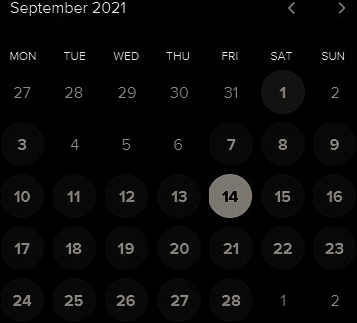 September 2021 < >
MON TUE WED THU FRI SAT SUN
27 28 29 30 31 1 2
3 4 5 6 7 8 9
10 11 12 13 14 15 16
17 18 19 20 21 22 23
24 25 26 27 28 1 2